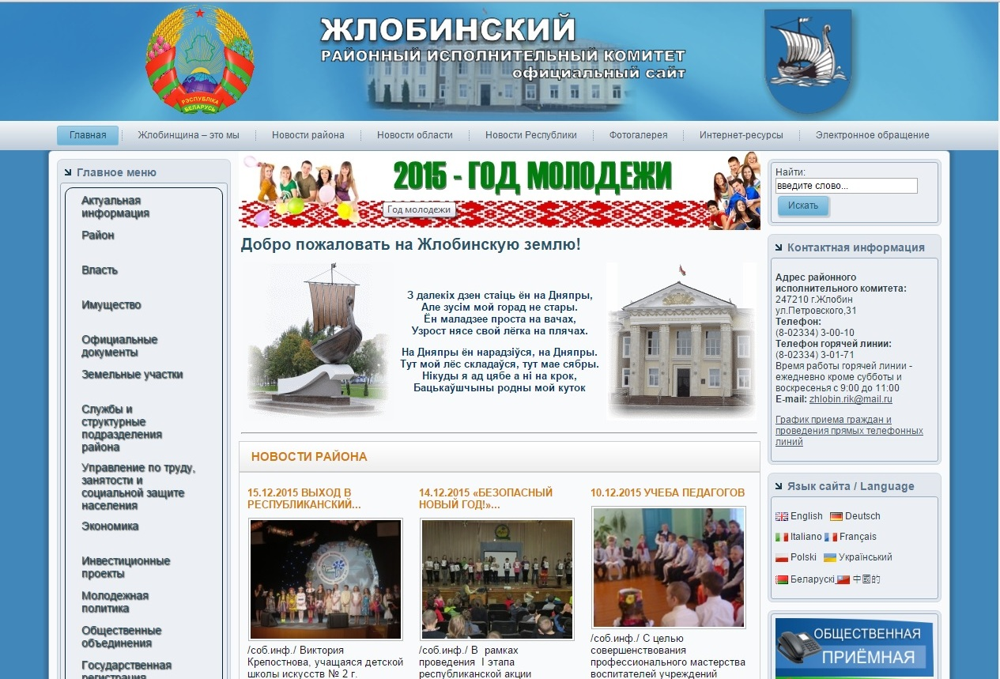 ЖЛОБИНСКИЙ
РАЙОННЫЙ ИСПОЛНИТЕЛЬНЫЙ КОМИТЕТ
официальный сайт
РЭСПУБЛІКА
БЕЛАРУСЬ
Главная
Жлобинщина – это мы
Новости района
Новости области
Новости Республики
Фотогалерея
Интернет-ресурсы
Электронное обращение
Главное меню
Актуальная
информация
Район
Власть
Имущество
Официальные
документы
Земельные участки
Службы и
структурные
подразделения
района
Управление по труду,
занятости и
социальной защите
населения
Экономика
Инвестиционные
проекты
Молодежная
политика
Общественные
объединения
Государственная
регистрация
2015 - ГОД МОЛОДЕЖИ
Год молодежи
Добро пожаловать на Жлобинскую землю!
З далекіх дзен стаіць ён на Дняпры,
Але зусім мой горад не стары.
Ён маладзее проста на вачах,
Узрост нясе свой лёгка на плячах.
На Дняпры ён нарадзіўся, на Дняпры.
Тут мой лёс складаўся, тут мае сябры.
Нікуды я ад цябе а ні на крок,
Бацькаўшчыны родны мой куток
НОВОСТИ РАЙОНА
15.12.2015 ВЫХОД В
РЕСПУБЛИКАНСКИЙ...
/соб.инф./ Виктория
Крепостнова, учащаяся детской
школы искусств № 2 г.
14.12.2015 «БЕЗОПАСНЫЙ
НОВЫЙ ГОД!»...
/соб.инф./ В рамках
проведения I этапа
республиканской акции
10.12.2015 УЧЕБА ПЕДАГОГОВ
/соб.инф./ С целью
совершенствования
профессионального мастерства
воспитателей учреждений
Найти:
введите слово...
Искать
Контактная информация
Адрес районного
исполнительного комитета:
247210 г.Жлобин
ул.Петровского,31
Телефон:
(8-02334) 3-00-10
Телефон горячей линии:
(8-02334) 3-01-71
Время работы горячей линии -
ежедневно кроме субботы и
воскресенья с 9:00 до 11:00
E-mail: zhlobin.rik@mail.ru
График приема граждан и
проведения прямых телефонных
линий
Язык сайта / Language
English Deutsch
Italiano Français
Polski Український
Беларускі 中國的
ОБЩЕСТВЕННАЯ
ПРИЁМНАЯ